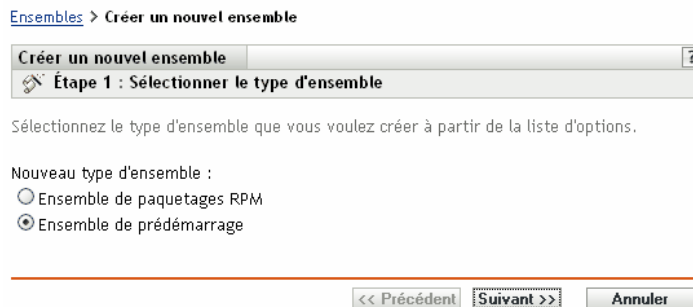 Ensembles > Créer un nouvel ensemble
Créer un nouvel ensemble
?
Étape 1 : Sélectionner le type d'ensemble
Sélectionnez le type d'ensemble que vous voulez créer à partir de la liste d'options.
Nouveau type d'ensemble :
Ensemble de paquetages RPM
Ensemble de prédémarrage
<< Précédent Suivant >> Annuler